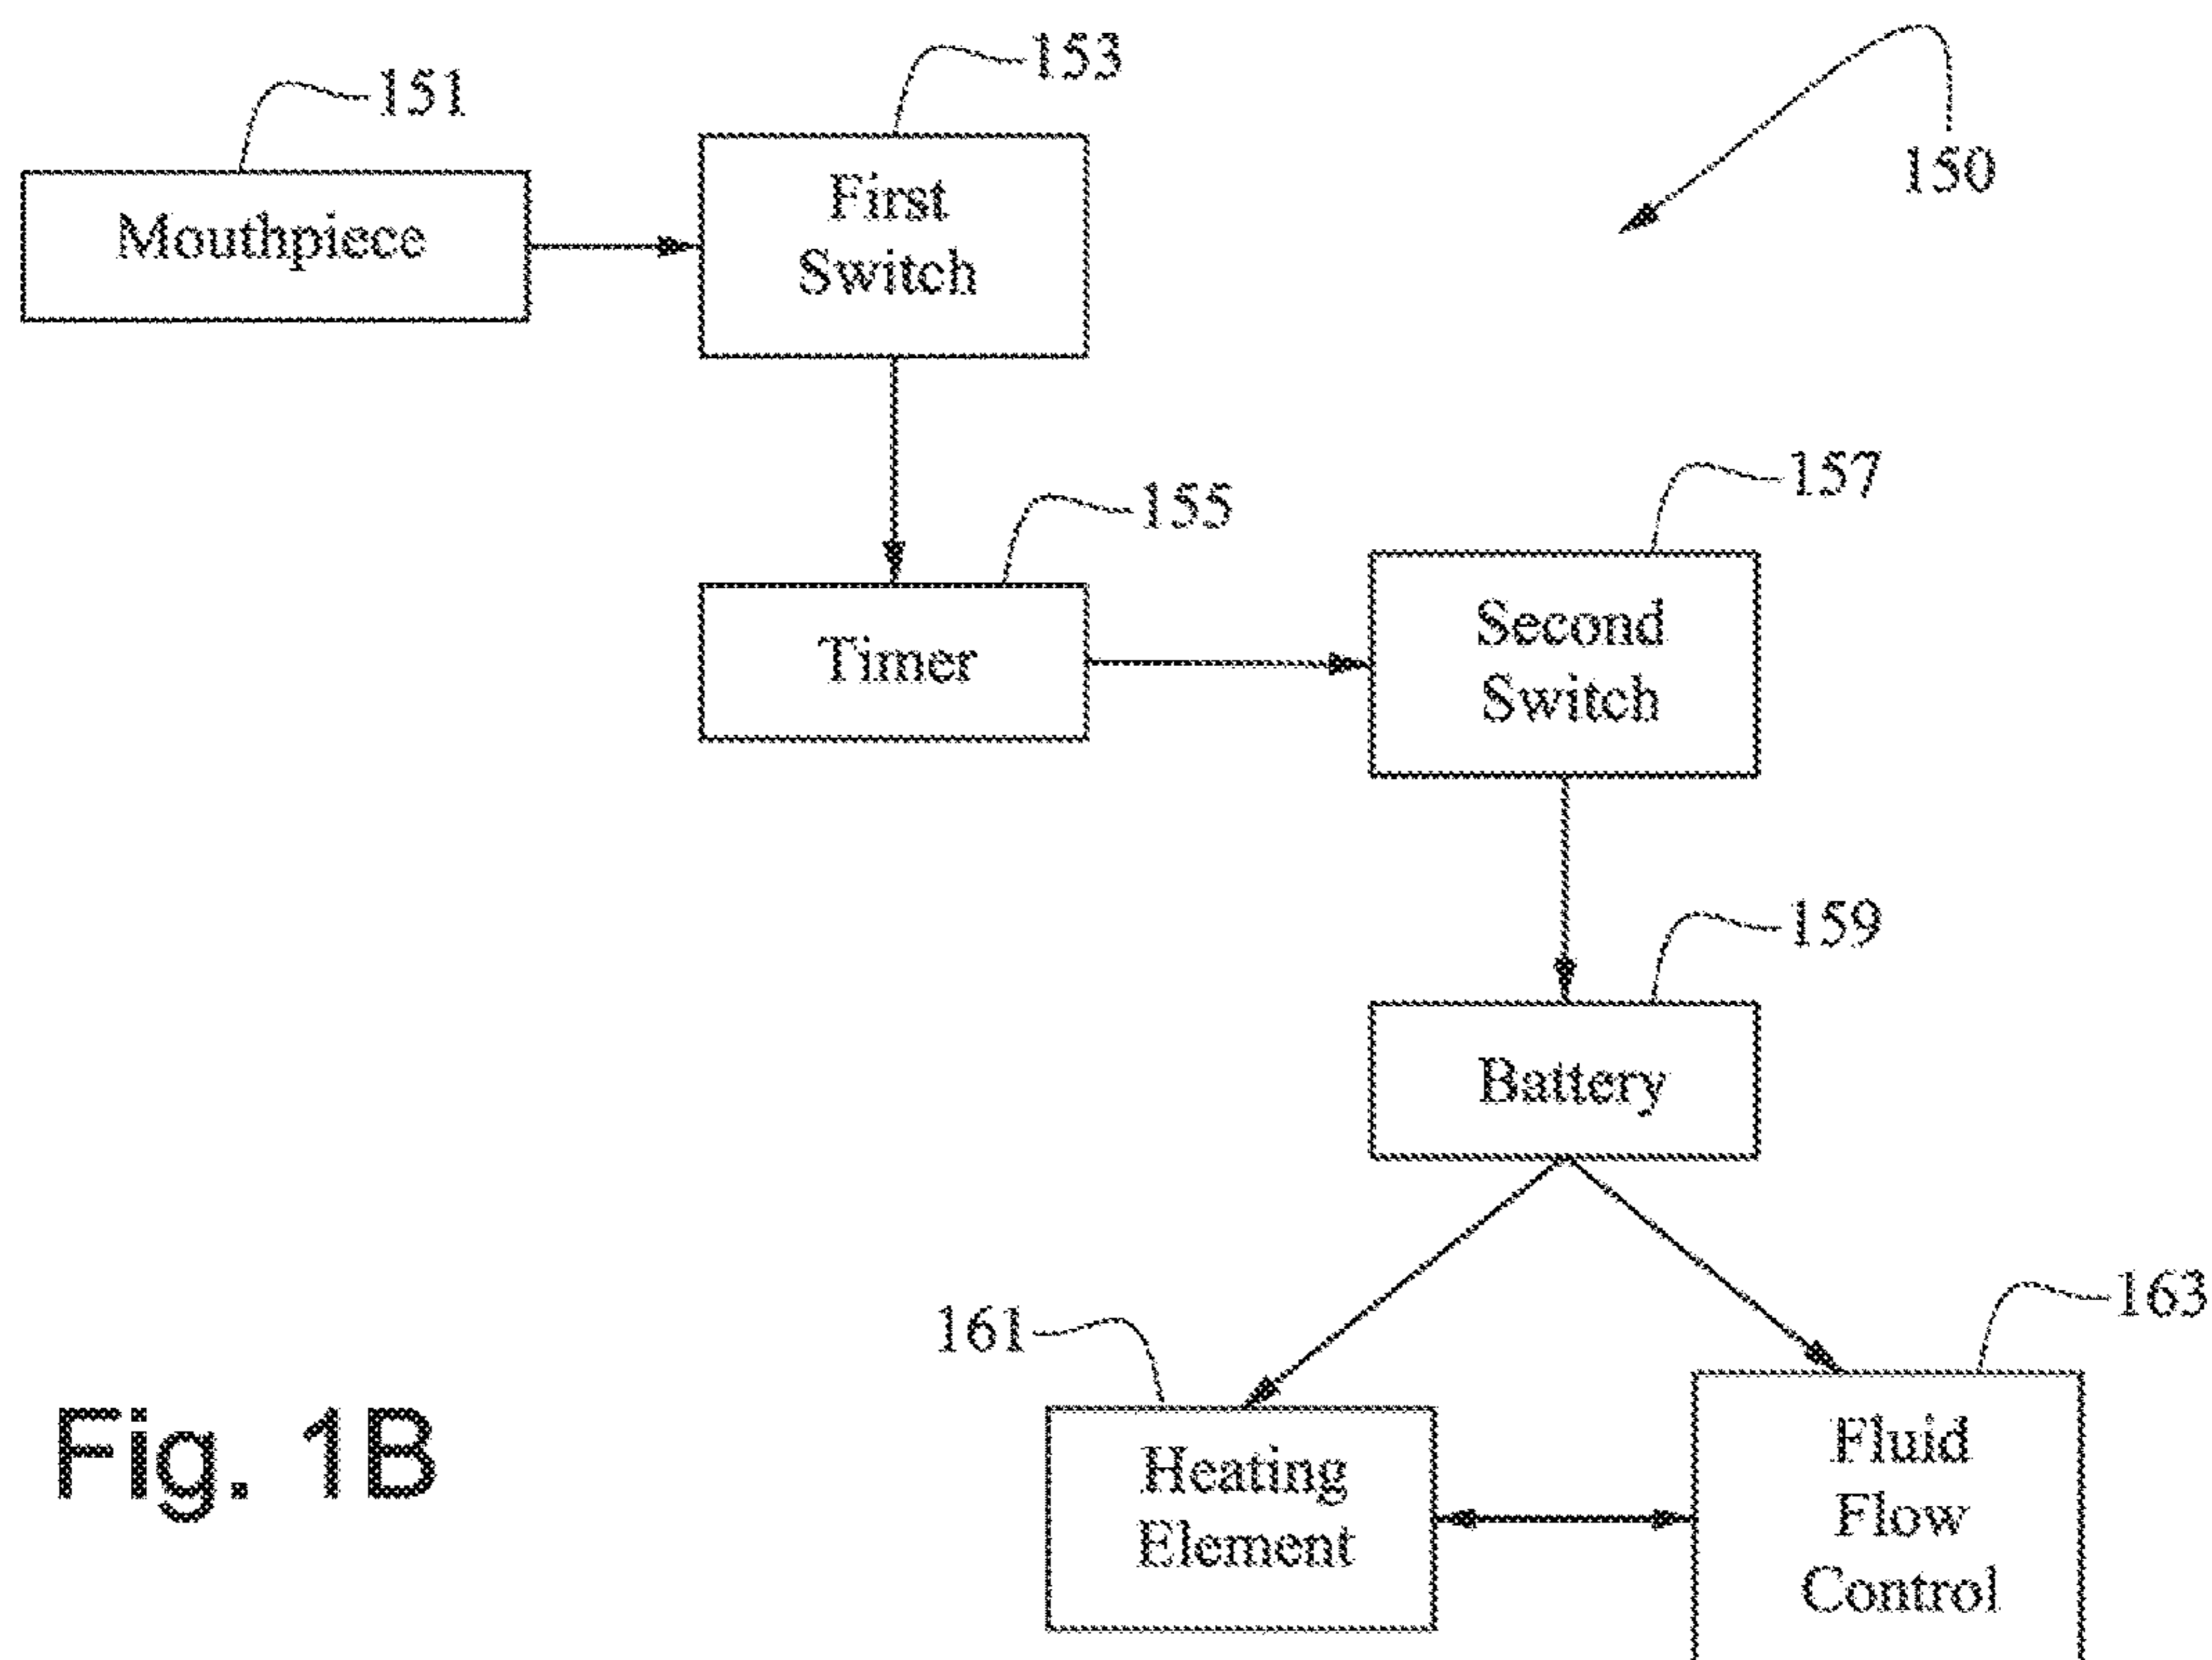 153
151
150
First
Switch
Mouthpiece
157
155
Second
Switch
Timer
159
Battery
163
161
Fluid
Flow
Control
Heating
Element
Fig. 1B